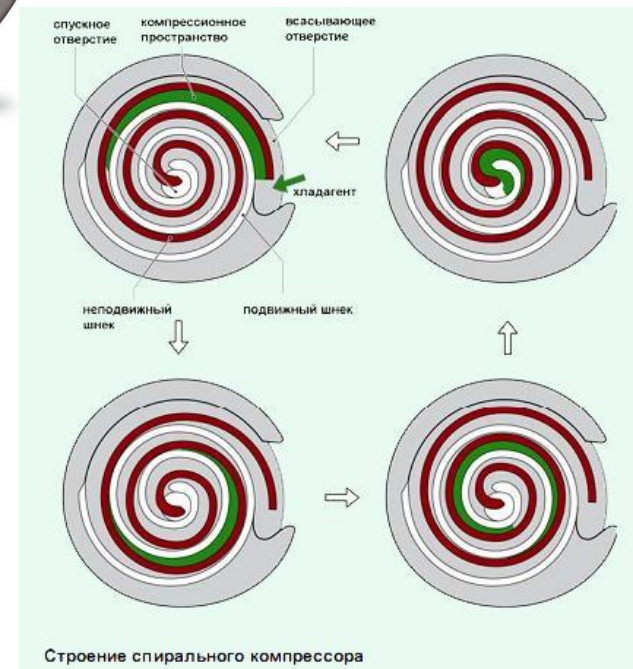 спускное
отверстие
компрессионное
пространство
всасывающее
отверстие
хладагент
неподвижный
шнек
подвижный шнек
Строение спирального компрессора